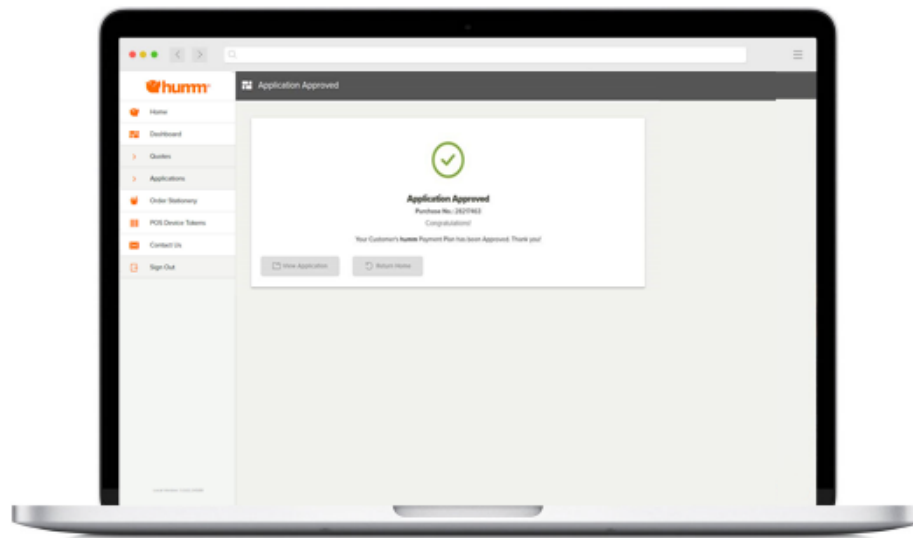 humm
Application Approved
Home
Dashboard
Quotes
Applications
Order Stationery
POS Device Tokens
Contact Us
Sign Out
Application Approved
Purchase No.: 28217463
Congratulations!
Your Customer's humm Payment Plan has been Approved. Thank you!
View Application
Return Home